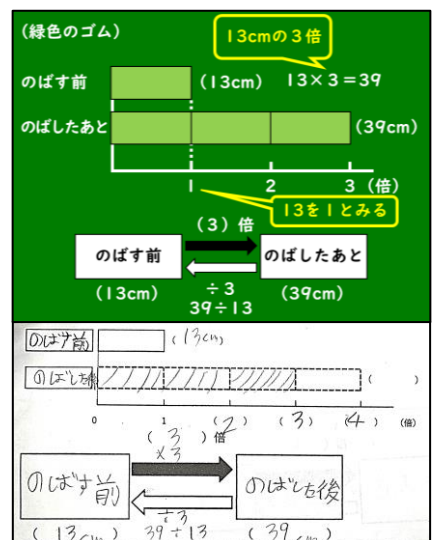 （緑色のゴム）
13cmの3倍
のばす前 （13cm） 13×3＝39
のばしたあと （39cm）
1 2 3 （倍）
13を1とみる
（3）倍
のばす前 のばしたあと
÷3
（13cm） （39cm）
39÷13
のばす前 （13cm）
のばした後 （ ）
0 1 （2） （3） （4） （倍）
（3）倍
×3
のばす前 のばした後
÷3
（13cm） 39÷13 （39cm）